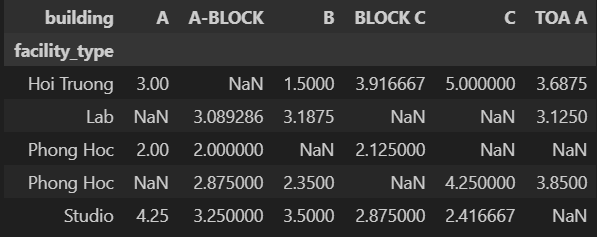 building A A-BLOCK B BLOCK C C TOA A
facility_type
Hoi Truong 3.00 NaN 1.5000 3.916667 5.000000 3.6875
Lab NaN 3.089286 3.1875 NaN NaN 3.1250
Phong Hoc 2.00 2.000000 NaN 2.125000 NaN NaN
Phong Hoc NaN 2.875000 2.3500 NaN 4.250000 3.8500
Studio 4.25 3.250000 3.5000 2.875000 2.416667 NaN